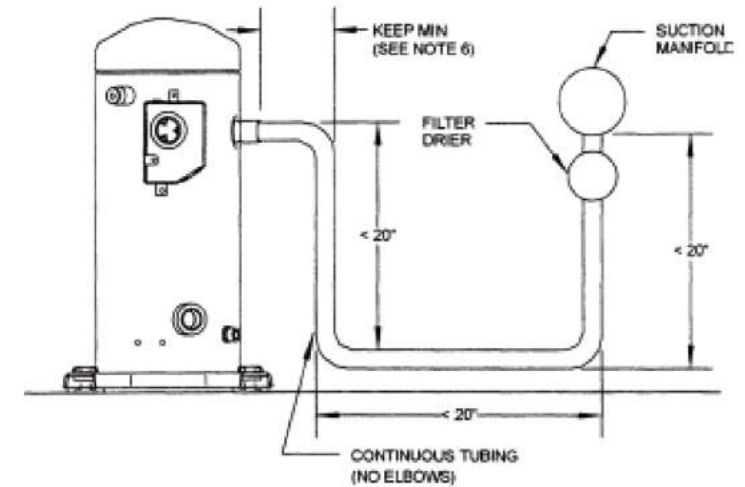 KEEP MIN
(SEE NOTE 6)
SUCTION
MANIFOLD
FILTER
DRIER
< 20"
< 20"
< 20"
CONTINUOUS TUBING
(NO ELBOWS)